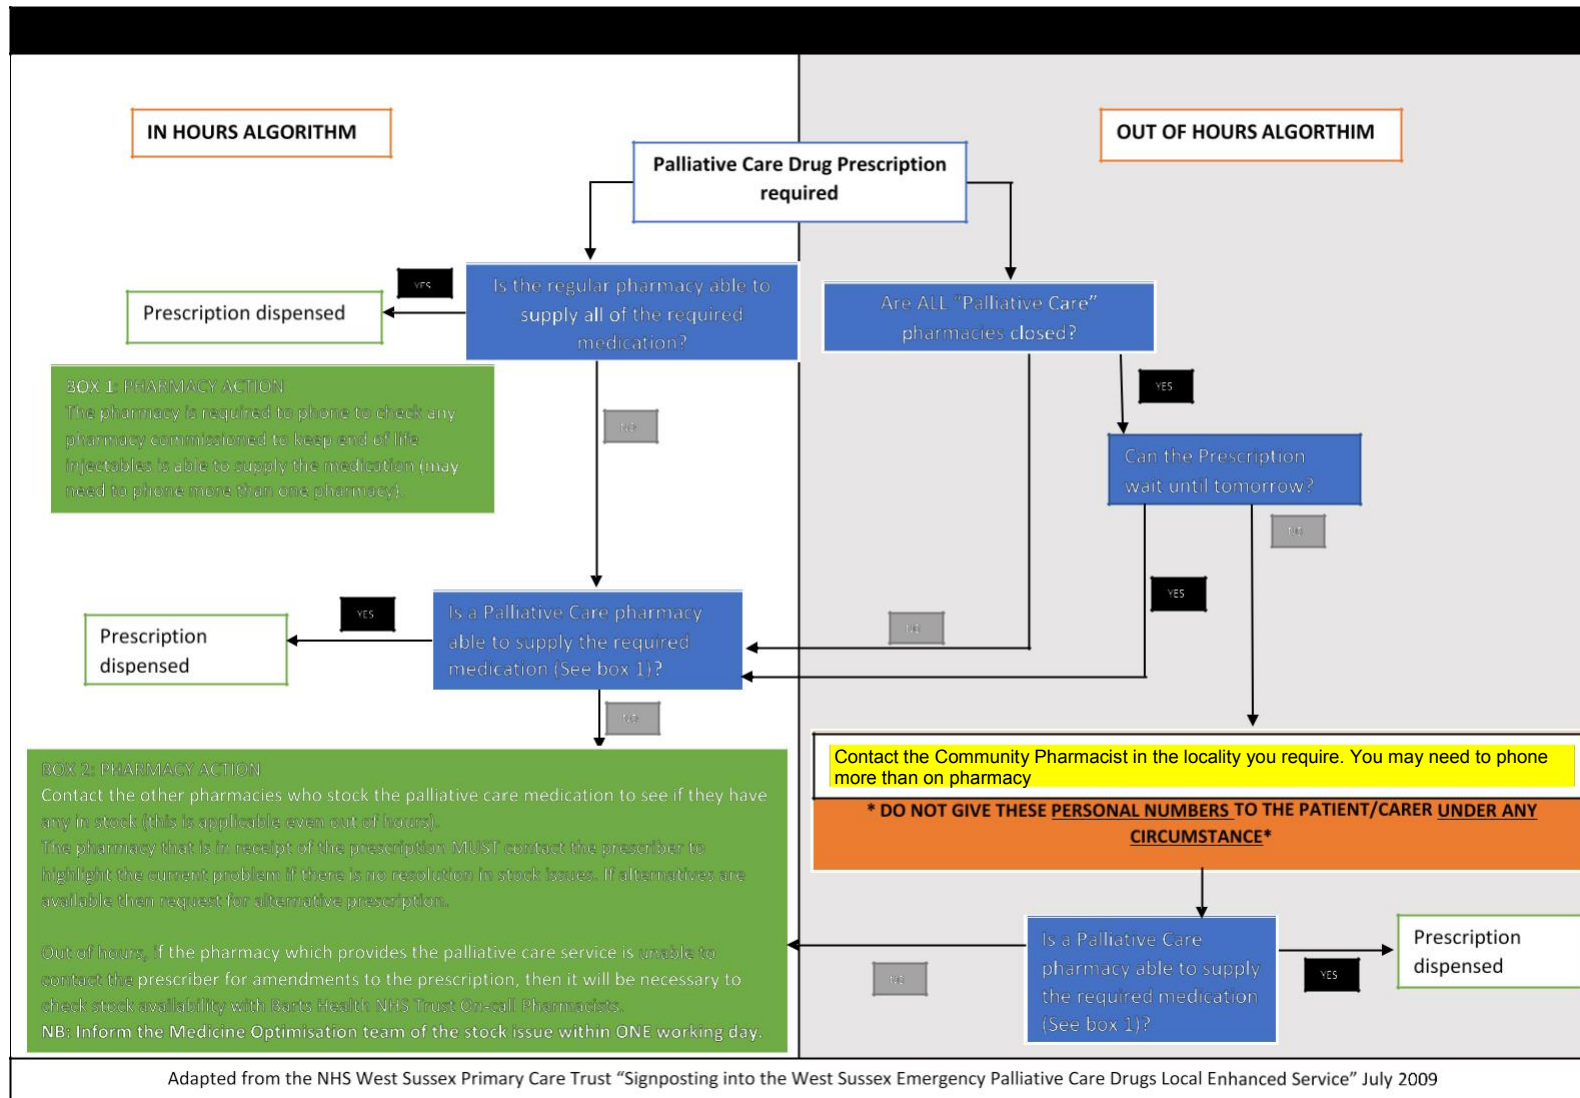 IN HOURS ALGORITHM
OUT OF HOURS ALGORTHIM
Palliative Care Drug Prescription
required
YES
Is the regular pharmacy able to
supply all of the required
medication?
Prescription dispensed
Are ALL “Palliative Care”
pharmacies closed?
BOX 1: PHARMACY ACTION
The pharmacy is required to phone to check any
pharmacy commissioned to keep end of life
injectables is able to supply the medication (may
need to phone more than one pharmacy).
NO
YES
Can the Prescription
wait until tomorrow?
NO
YES
YES
Is a Palliative Care pharmacy
able to supply the required
medication (See box 1)?
Prescription
dispensed
NO
NO
BOX 2: PHARMACY ACTION
Contact the other pharmacies who stock the palliative care medication to see if they have
any in stock (this is applicable even out of hours).
The pharmacy that is in receipt of the prescription MUST contact the prescriber to
highlight the current problem if there is no resolution in stock issues. If alternatives are
available then request for alternative prescription.
Out of hours, if the pharmacy which provides the palliative care service is unable to
contact the prescriber for amendments to the prescription, then it will be necessary to
check stock availability with Barts Health NHS Trust On-call Pharmacists.
NB: Inform the Medicine Optimisation team of the stock issue within ONE working day.
Contact the Community Pharmacist in the locality you require. You may need to phone
more than on pharmacy
* DO NOT GIVE THESE PERSONAL NUMBERS TO THE PATIENT/CARER UNDER ANY
CIRCUMSTANCE*
Is a Palliative Care
pharmacy able to supply
the required medication
(See box 1)?
NO
YES
Prescription
dispensed
Adapted from the NHS West Sussex Primary Care Trust “Signposting into the West Sussex Emergency Palliative Care Drugs Local Enhanced Service” July 2009